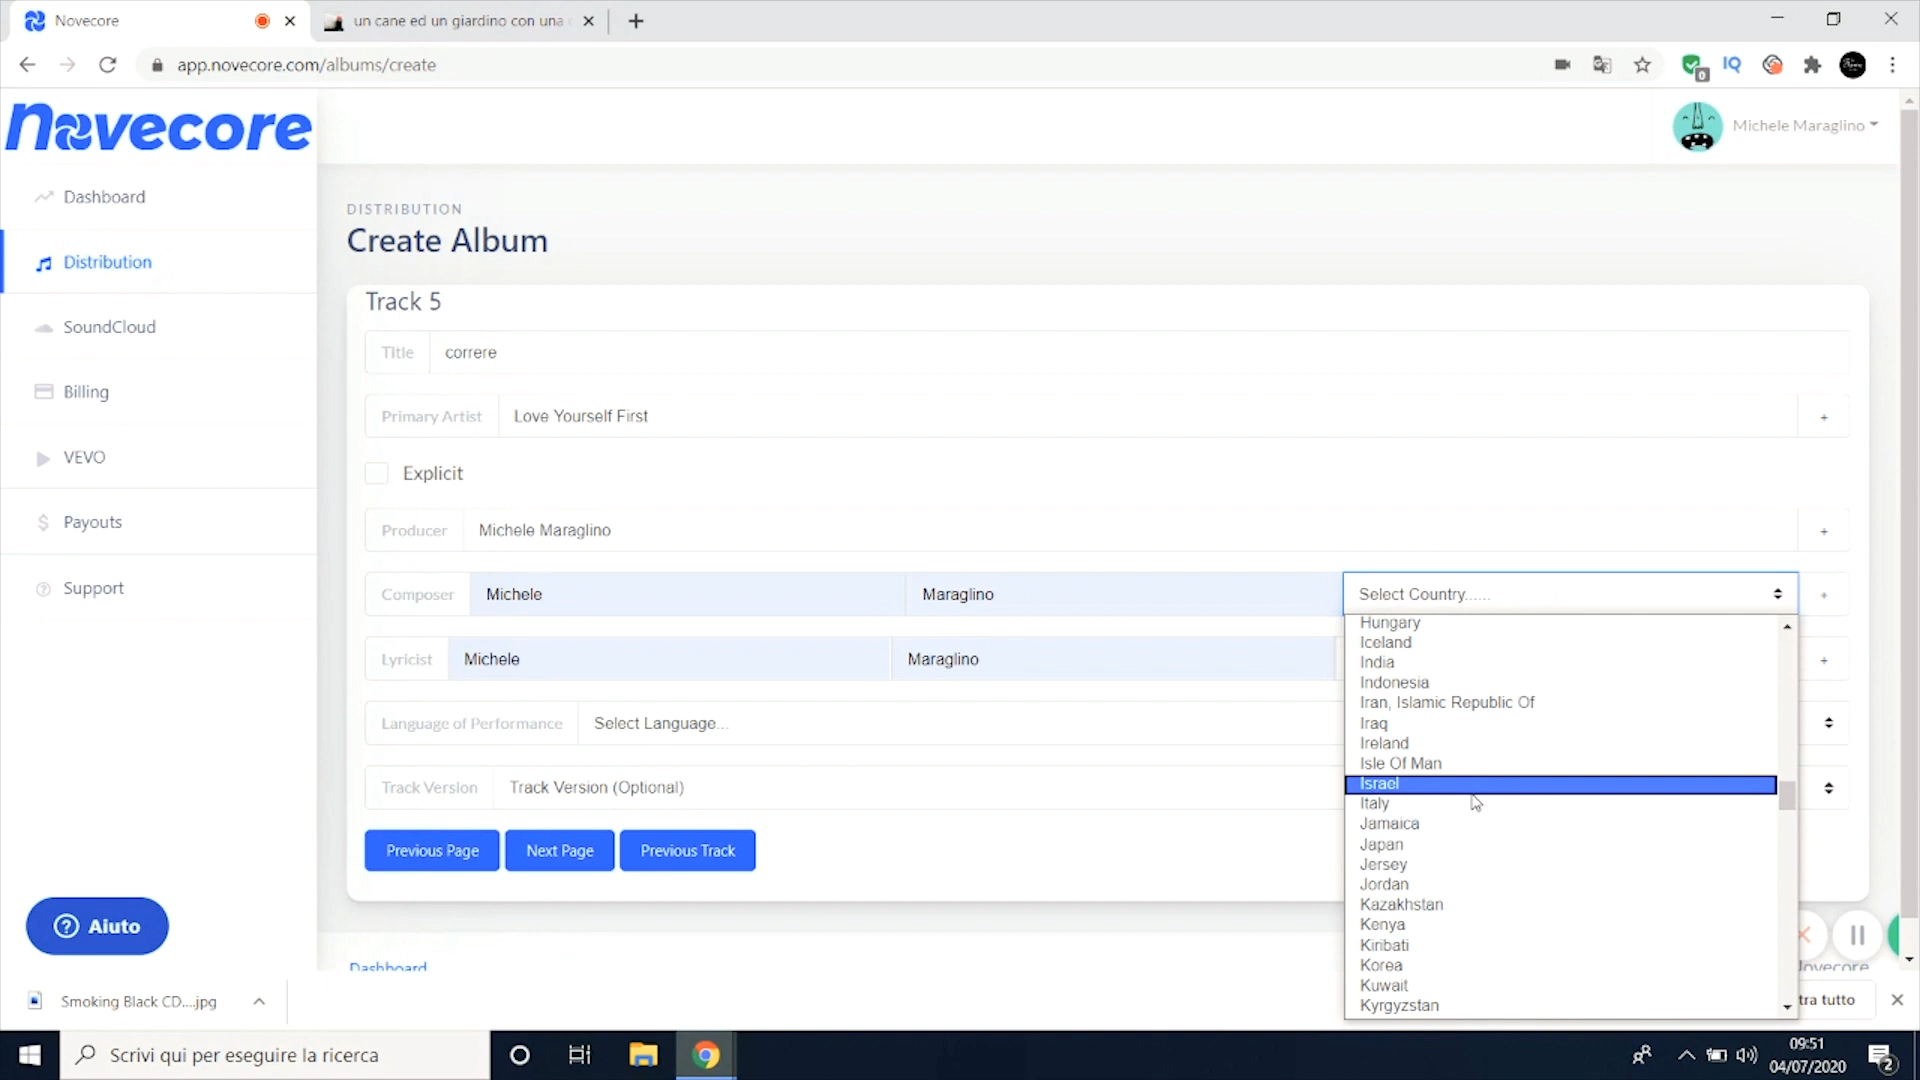 Novecore
un cane ed un giardino con una
app.novecore.com/albums/create
0
IQ
Novecore
Michele Maraglino
Dashboard
Distribution
SoundCloud
Billing
VEVO
Payouts
Support
DISTRIBUTION
Create Album
Track 5
Title correre
Primary Artist Love Yourself First +
Explicit
Producer Michele Maraglino +
Composer Michele Maraglino Select Country...... +
Lyricist Michele Maraglino +
Language of Performance Select Language...
Track Version Track Version (Optional)
Previous Page Next Page Previous Track
Hungary
Iceland
India
Indonesia
Iran, Islamic Republic Of
Iraq
Ireland
Isle Of Man
Israel
Italy
Jamaica
Japan
Jersey
Jordan
Kazakhstan
Kenya
Kiribati
Korea
Kuwait
Kyrgyzstan
Aiuto
Dashboard
Novecore
Smoking Black CD....jpg
tra tutto
Scrivi qui per eseguire la ricerca
09:51
04/07/2020
2